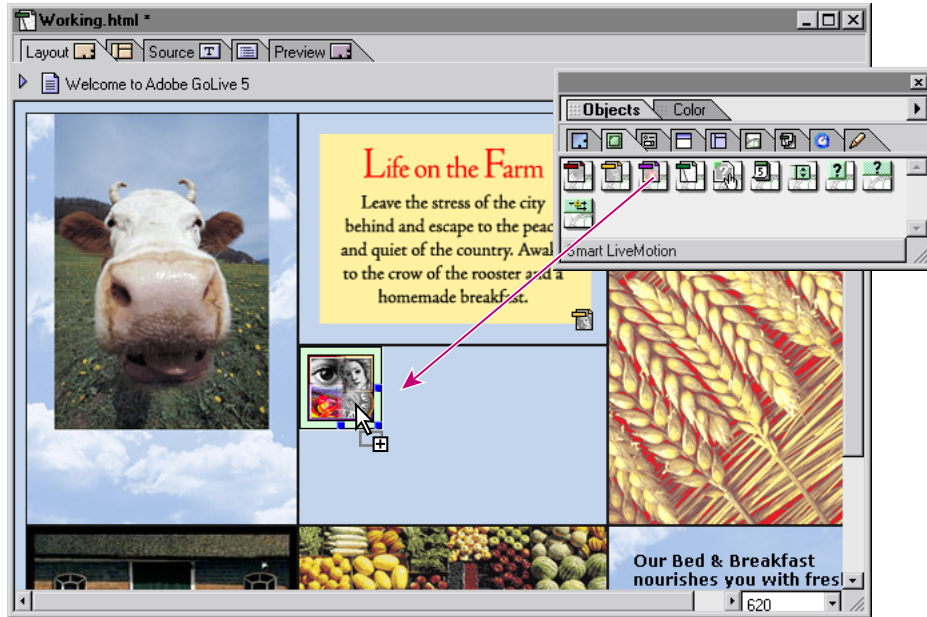 Working.html *
Layout
Source
T
Preview
Welcome to Adobe GoLive 5
Objects
Color
5
?
?
Smart LiveMotion
Life on the Farm
Leave the stress of the city
behind and escape to the peac
and quiet of the country. Awak
to the crow of the rooster and a
homemade breakfast.
Our Bed & Breakfast
nourishes you with fres
620